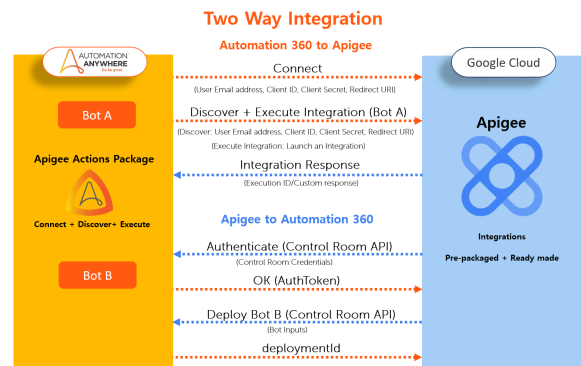 Two Way Integration
AUTOMATION
ANYWHERE
Go be great.
Google Cloud
Automation 360 to Apigee
Connect
(User Email address, Client ID, Client Secret, Redirect URI)
Bot A
Discover + Execute Integration (Bot A)
(Discover: User Email address, Client ID, Client Secret, Redirect URI)
(Execute Integration: Launch an Integration)
Apigee
Apigee Actions Package
Connect + Discover+ Execute
Integration Response
(Execution ID/Custom response)
Apigee to Automation 360
Authenticate (Control Room API)
(Control Room Credentials)
Integrations
Pre-packaged + Ready made
Bot B
OK (AuthToken)
Deploy Bot B (Control Room API)
(Bot Inputs)
deploymentId